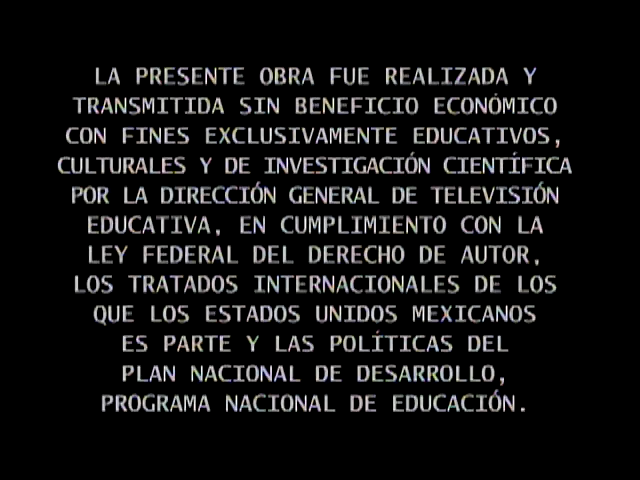 LA PRESENTE OBRA FUE REALIZADA Y
TRANSMITIDA SIN BENEFICIO ECONÓMICO
CON FINES EXCLUSIVAMENTE EDUCATIVOS,
CULTURALES Y DE INVESTIGACIÓN CIENTÍFICA
POR LA DIRECCIÓN GENERAL DE TELEVISIÓN
EDUCATIVA, EN CUMPLIMIENTO CON LA
LEY FEDERAL DEL DERECHO DE AUTOR,
LOS TRATADOS INTERNACIONALES DE LOS
QUE LOS ESTADOS UNIDOS MEXICANOS
ES PARTE Y LAS POLÍTICAS DEL
PLAN NACIONAL DE DESARROLLO,
PROGRAMA NACIONAL DE EDUCACIÓN.